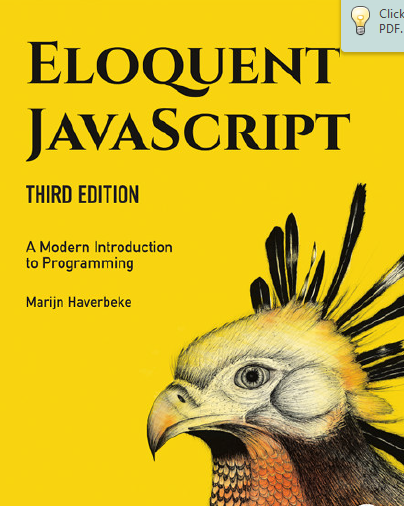 ELOQUENT
JAVASCRIPT
THIRD EDITION
A Modern Introduction
to Programming
Marijn Haverbeke
Click
PDF.